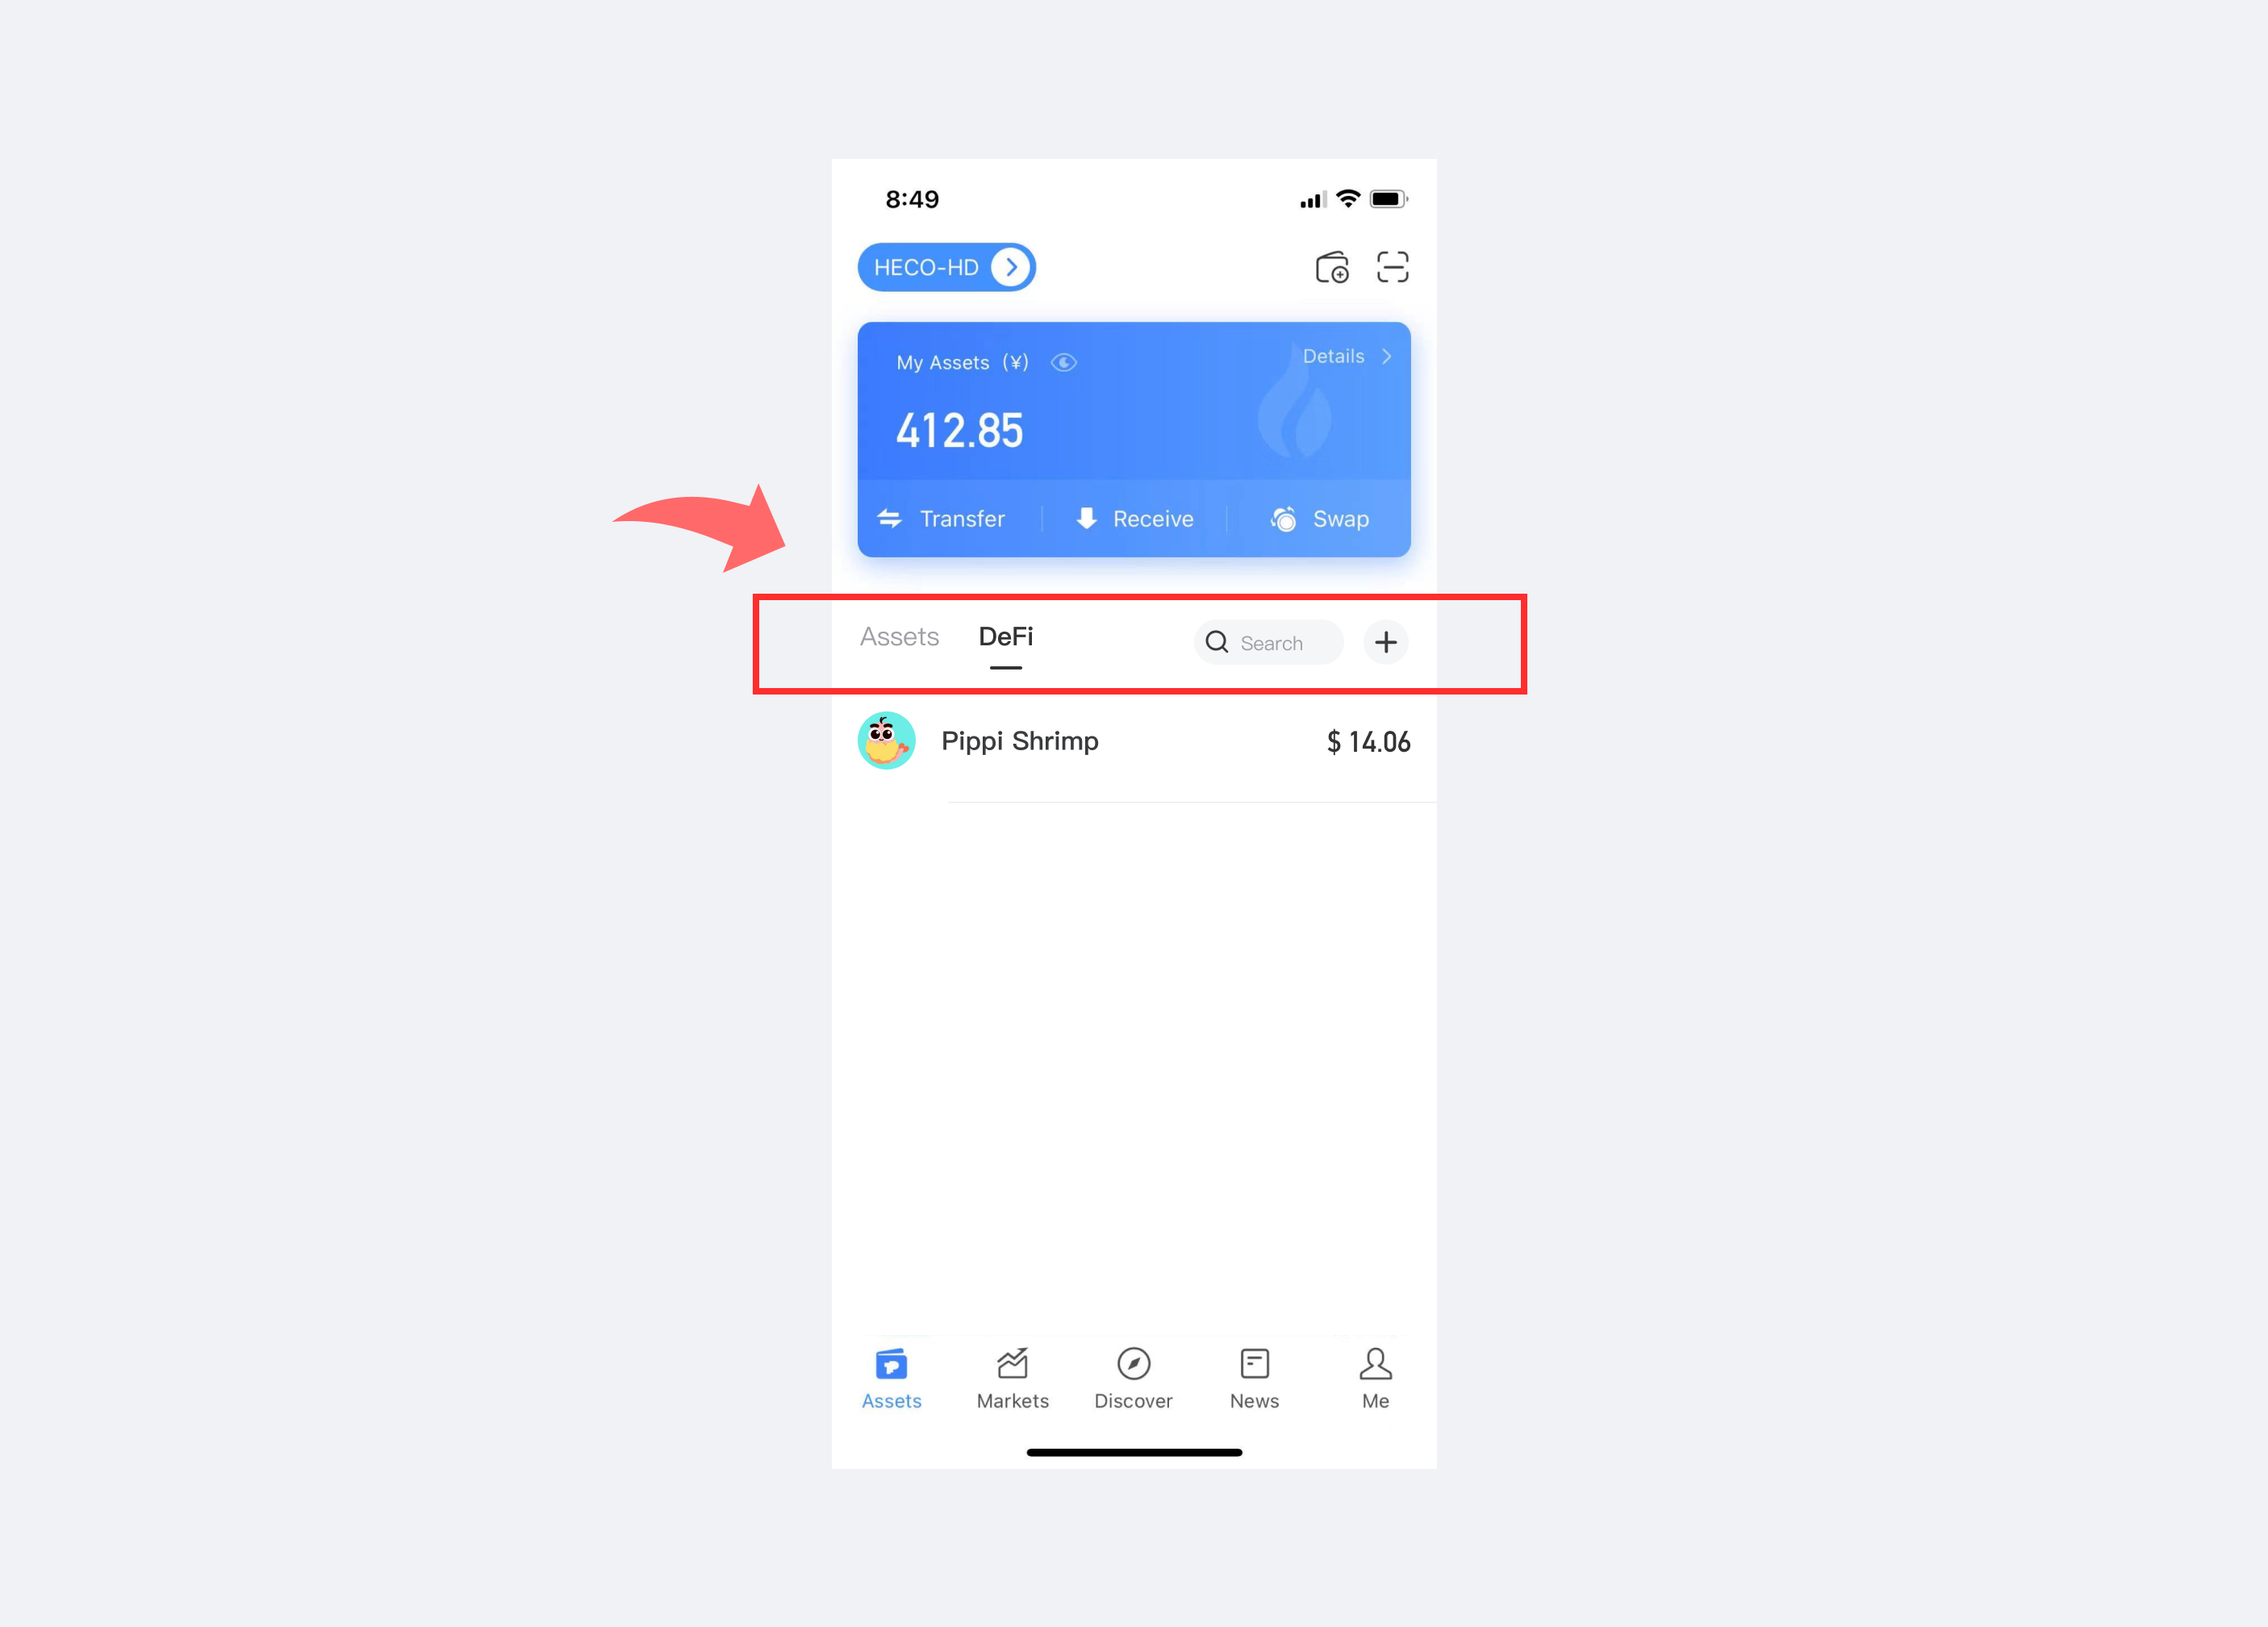 8:49
HECO-HD
My Assets (¥)
Details
412.85
Transfer
Receive
Swap
Assets
DeFi
Search
Pippi Shrimp
$ 14.06
Assets
Markets
Discover
News
Me